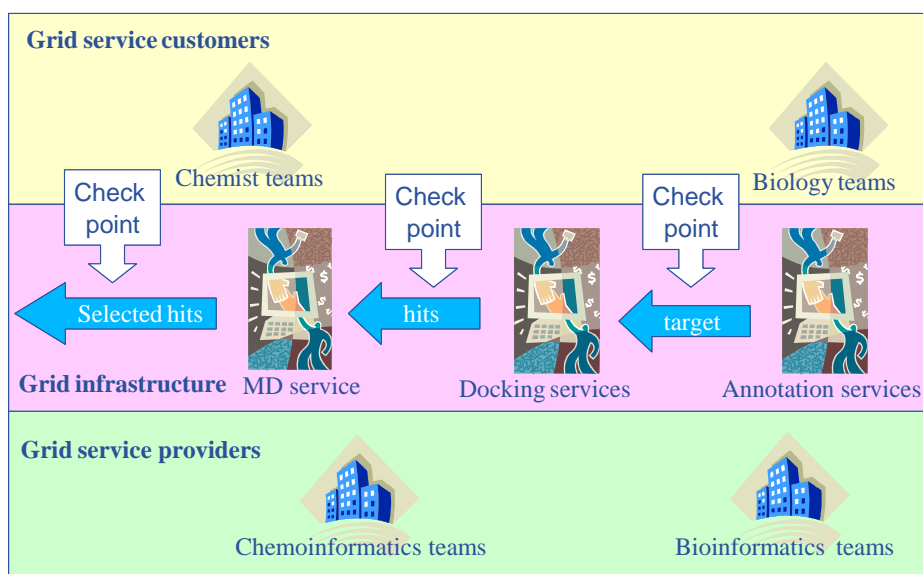 Grid service customers
Chemist teams
Biology teams
Check
point
Check
point
Check
point
Selected hits
hits
target
Grid infrastructure
MD service
Docking services
Annotation services
Grid service providers
Chemoinformatics teams
Bioinformatics teams